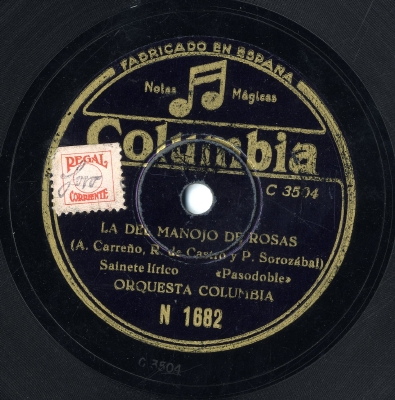 FABRICADO EN ESPAÑA
Notas Mágicas
Columbia
REGAL
CORRIENTE
C 3504
LA DEL MANOJO DE ROSAS
(A. Carreño, R. de Castro y P. Sorozábal)
Sainete lírico «Pasodoble»
ORQUESTA COLUMBIA
N 1682
C 3504